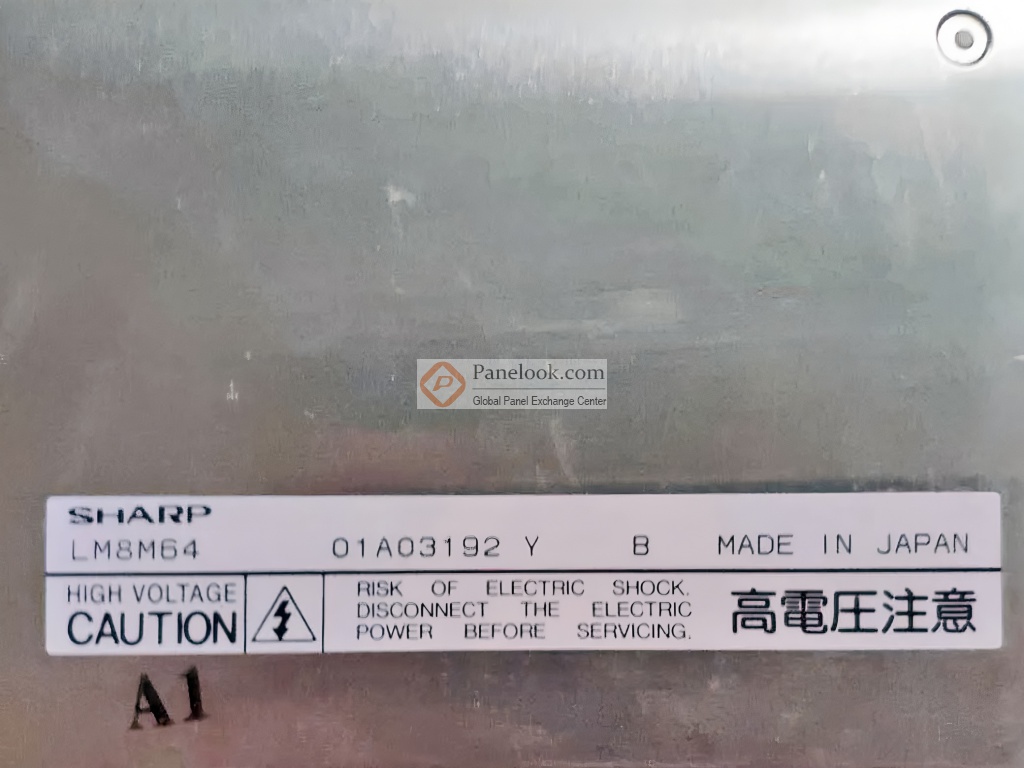 Panelook.com
Global Panel Exchange Center
SHARP
LM8M64 01A03192 Y B MADE IN JAPAN
HIGH VOLTAGE
CAUTION
RISK OF ELECTRIC SHOCK.
DISCONNECT THE ELECTRIC
POWER BEFORE SERVICING.
高電圧注意
A1